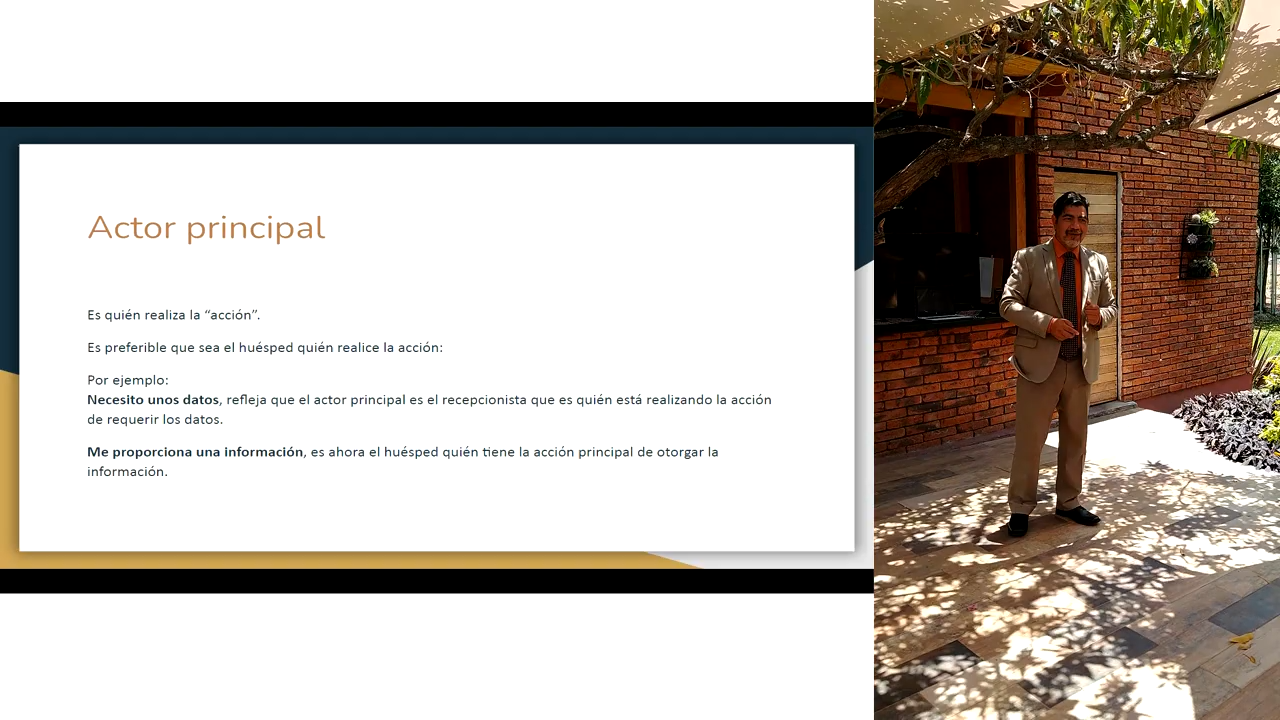 Actor principal
Es quién realiza la “acción”.
Es preferible que sea el huésped quién realice la acción:
Por ejemplo:
Necesito unos datos, refleja que el actor principal es el recepcionista que es quién está realizando la acción
de requerir los datos.
Me proporciona una información, es ahora el huésped quién tiene la acción principal de otorgar la
información.